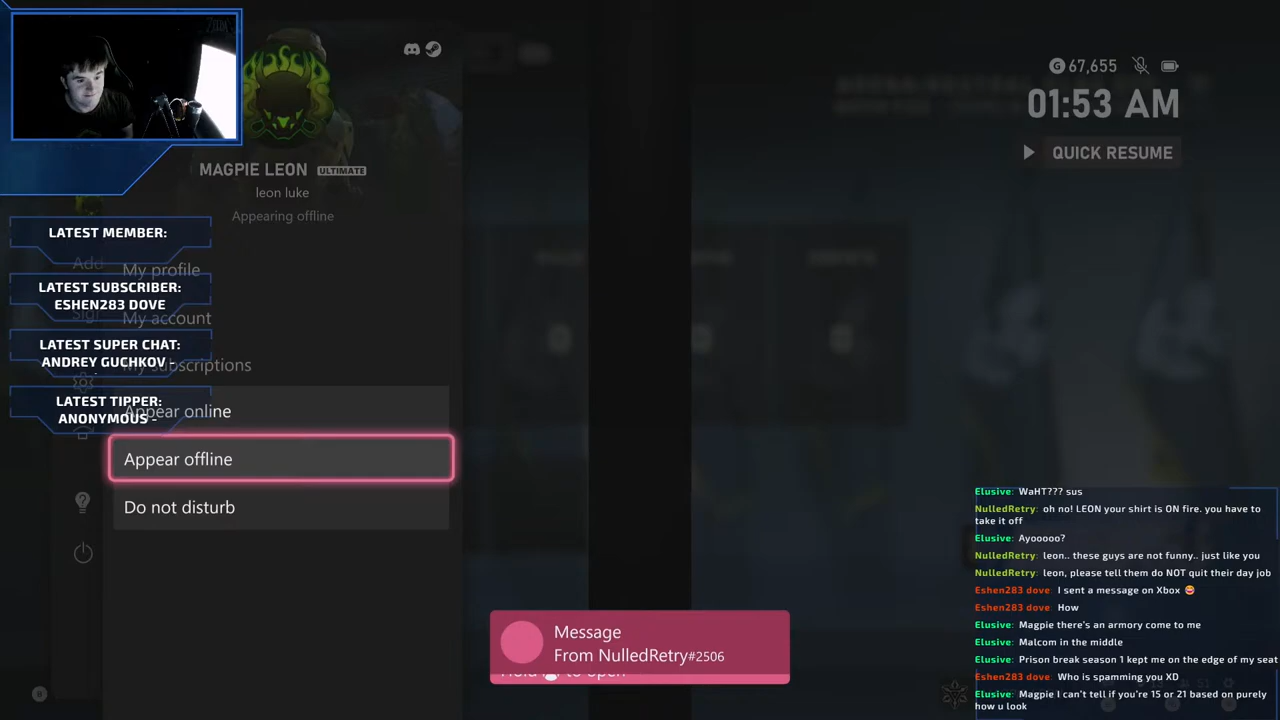 MAGPIE LEON ULTIMATE
leon luke
Appearing offline
My profile
My account
My subscriptions
Appear online
Appear offline
Do not disturb
LATEST MEMBER:
LATEST SUBSCRIBER:
ESHEN283 DOVE
LATEST SUPER CHAT:
ANDREY GUCHKOV -
LATEST TIPPER:
ANONYMOUS -
G 67,655
01:53 AM
QUICK RESUME
Message
From NulledRetry#2506
Elusive: WaHT??? sus
NulledRetry: oh no! LEON your shirt is ON fire. you have to
take it off
Elusive: Ayooooo?
NulledRetry: leon.. these guys are not funny.. just like you
NulledRetry: leon, please tell them do NOT quit their day job
Eshen283 dove: I sent a message on Xbox 😍
Eshen283 dove: How
Elusive: Magpie there's an armory come to me
Elusive: Malcom in the middle
Elusive: Prison break season 1 kept me on the edge of my seat
Eshen283 dove: Who is spamming you XD
Elusive: Magpie I can't tell if you're 15 or 21 based on purely
how u look